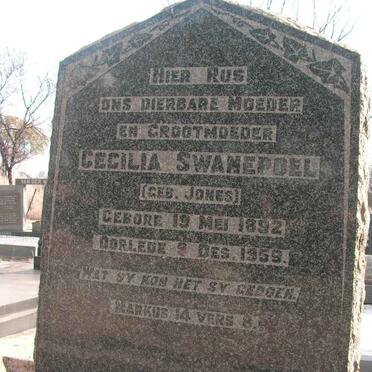 HIER RUS
ONS DIERBARE MOEDER
EN GROOTMOEDER
CECILIA SWANEPOEL
(GEB. JONES)
GEBORE 19 MEI 1892
OORLEDE 8 DES. 1959.
WAT SY KON HET SY GEDOEN.
MARKUS 14 VERS 8.